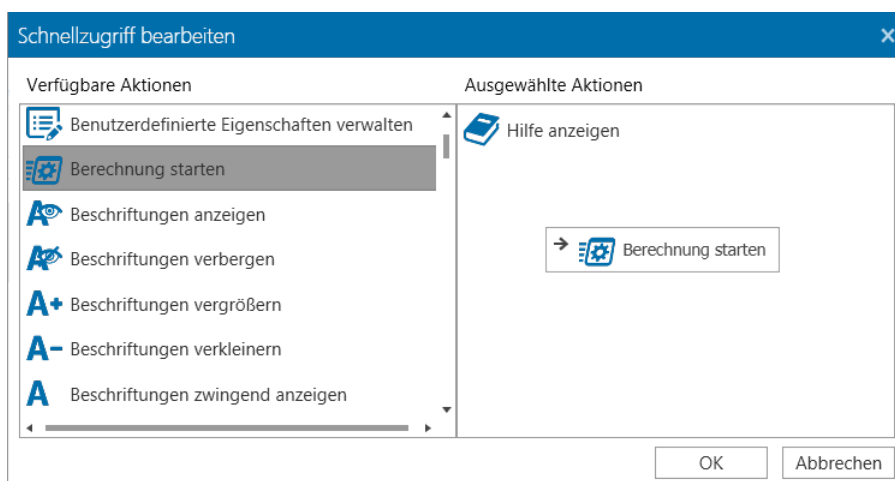 Schnellzugriff bearbeiten
Verfügbare Aktionen
Ausgewählte Aktionen
Benutzerdefinierte Eigenschaften verwalten
Berechnung starten
Beschriftungen anzeigen
Beschriftungen verbergen
Beschriftungen vergrößern
Beschriftungen verkleinern
Beschriftungen zwingend anzeigen
Hilfe anzeigen
Berechnung starten
OK
Abbrechen